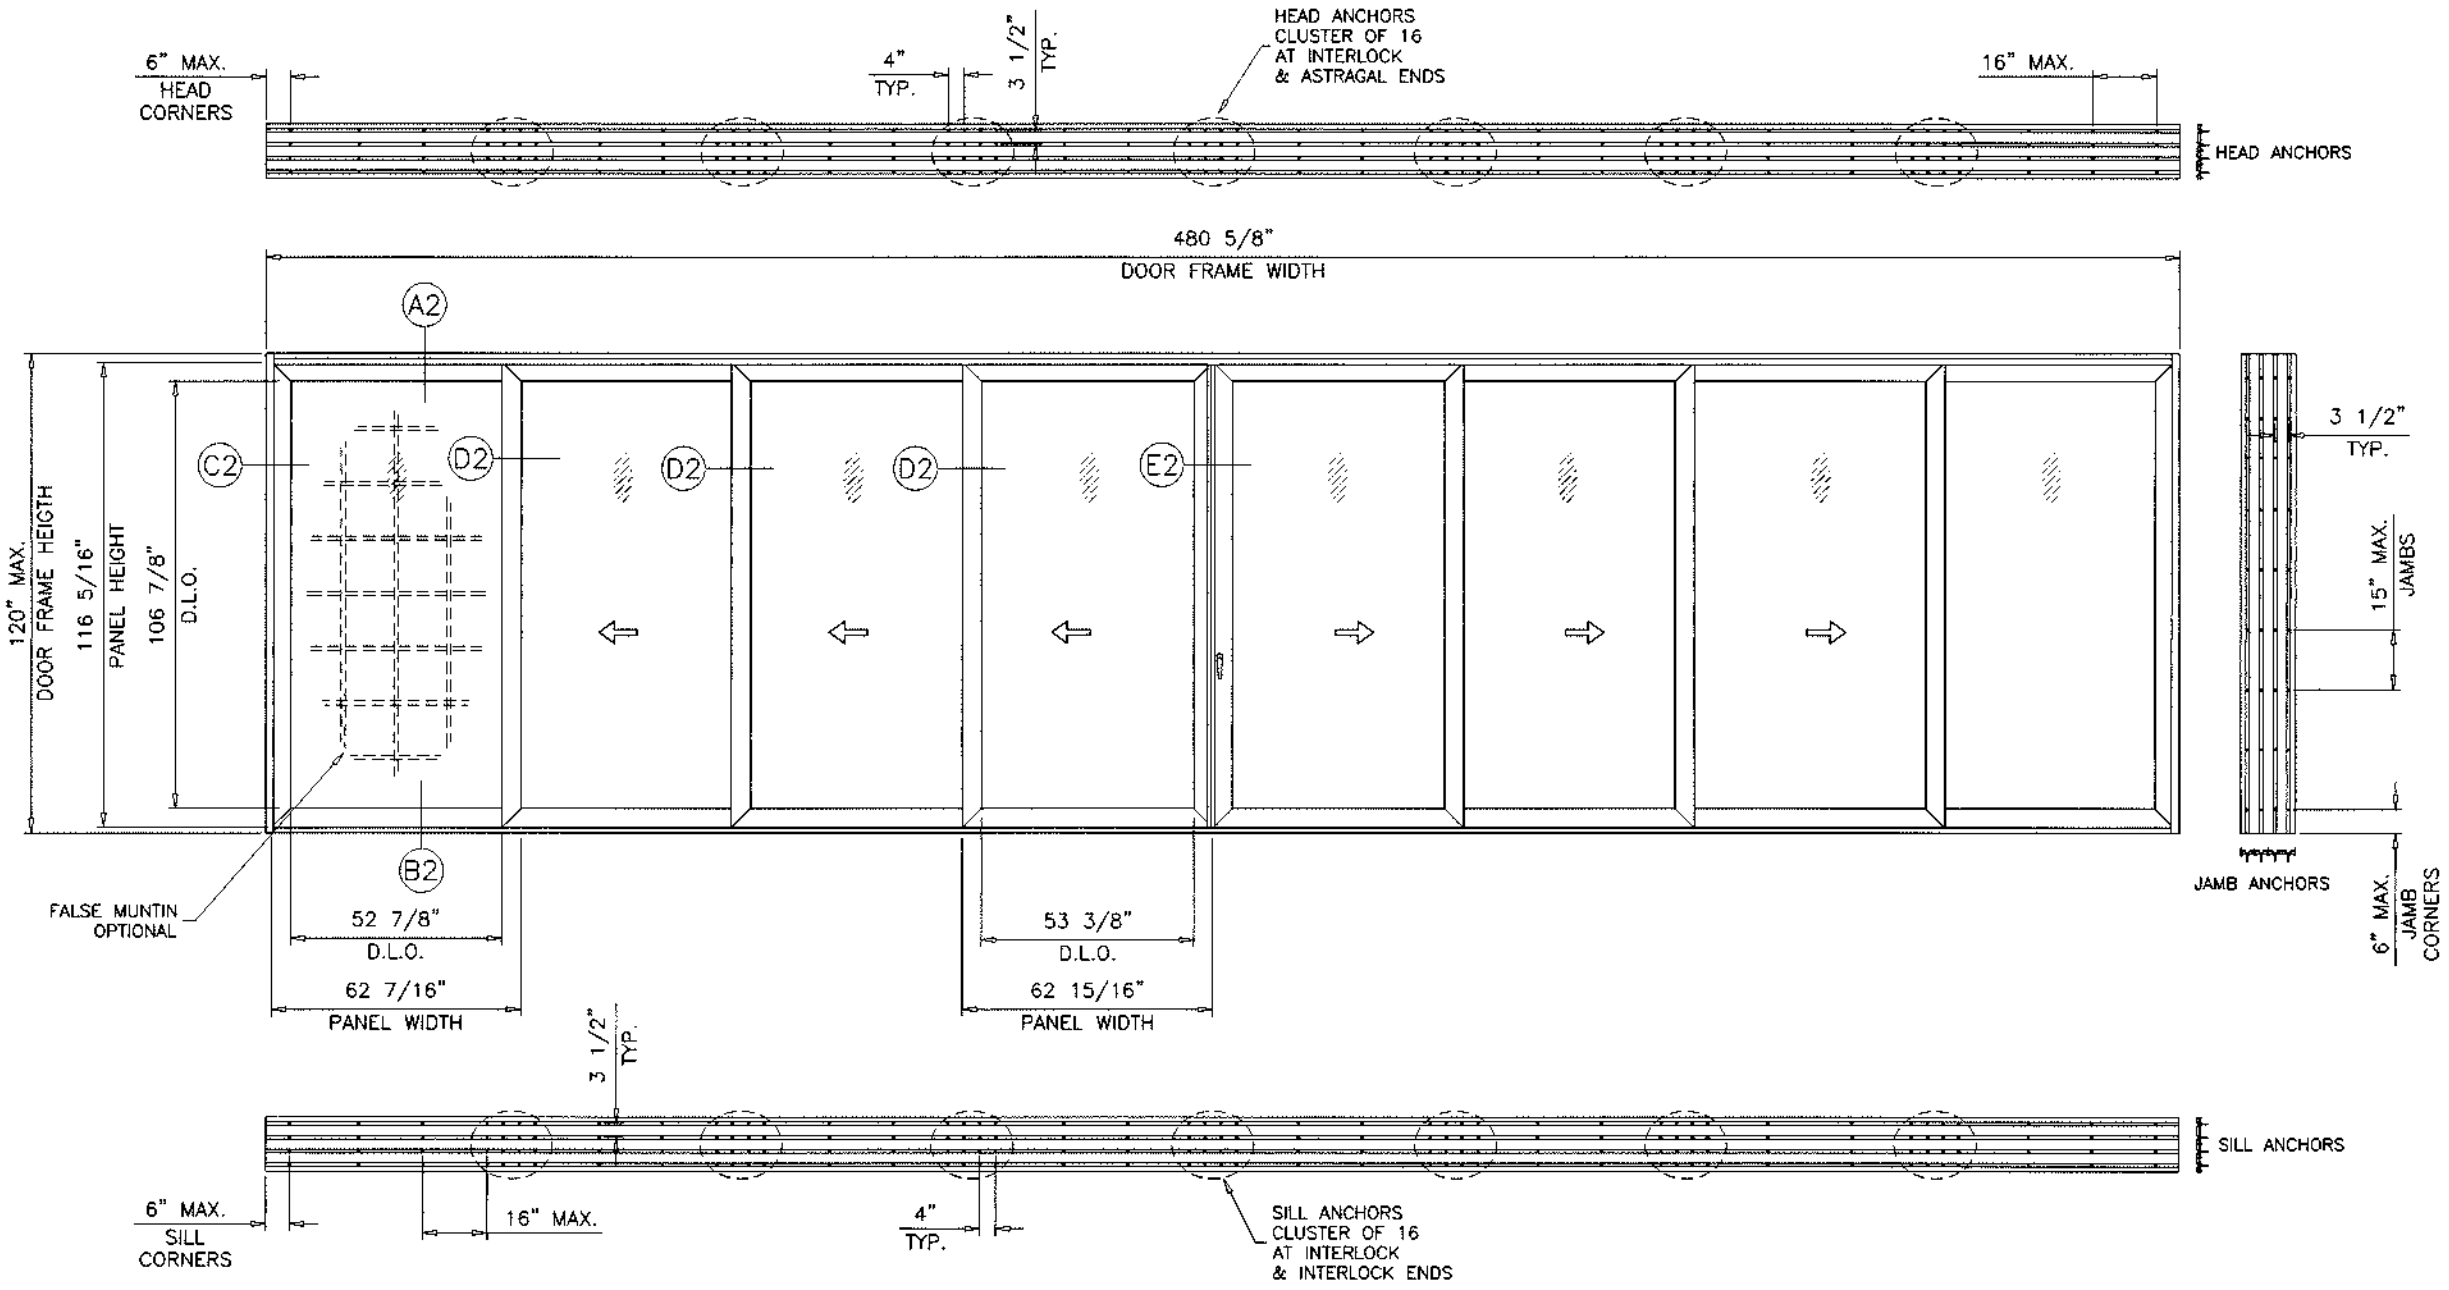 HEAD ANCHORS
CLUSTER OF 16
AT INTERLOCK
& ASTRAGAL ENDS
6" MAX.
HEAD
CORNERS
4"
TYP.
3 1/2"
TYP.
16" MAX.
HEAD ANCHORS
480 5/8"
DOOR FRAME WIDTH
A2
C2
D2
D2
D2
E2
B2
120" MAX.
DOOR FRAME HEIGTH
116 5/16"
PANEL HEIGHT
106 7/8"
D.L.O.
3 1/2"
TYP.
15" MAX.
JAMBS
JAMB ANCHORS
6" MAX.
JAMB
CORNERS
FALSE MUNTIN
OPTIONAL
52 7/8"
D.L.O.
62 7/16"
PANEL WIDTH
53 3/8"
D.L.O.
62 15/16"
PANEL WIDTH
3 1/2"
TYP.
SILL ANCHORS
6" MAX.
SILL
CORNERS
16" MAX.
4"
TYP.
SILL ANCHORS
CLUSTER OF 16
AT INTERLOCK
& INTERLOCK ENDS